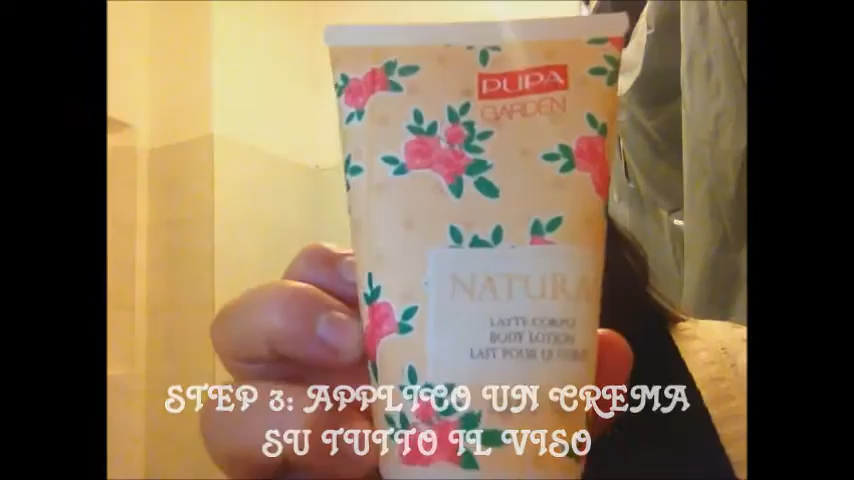 PUPA
GARDEN
NATURA
LATTE CORPO
BODY LOTION
STEP 3: APPLICO UN CREMA
SU TUTTO IL VISO